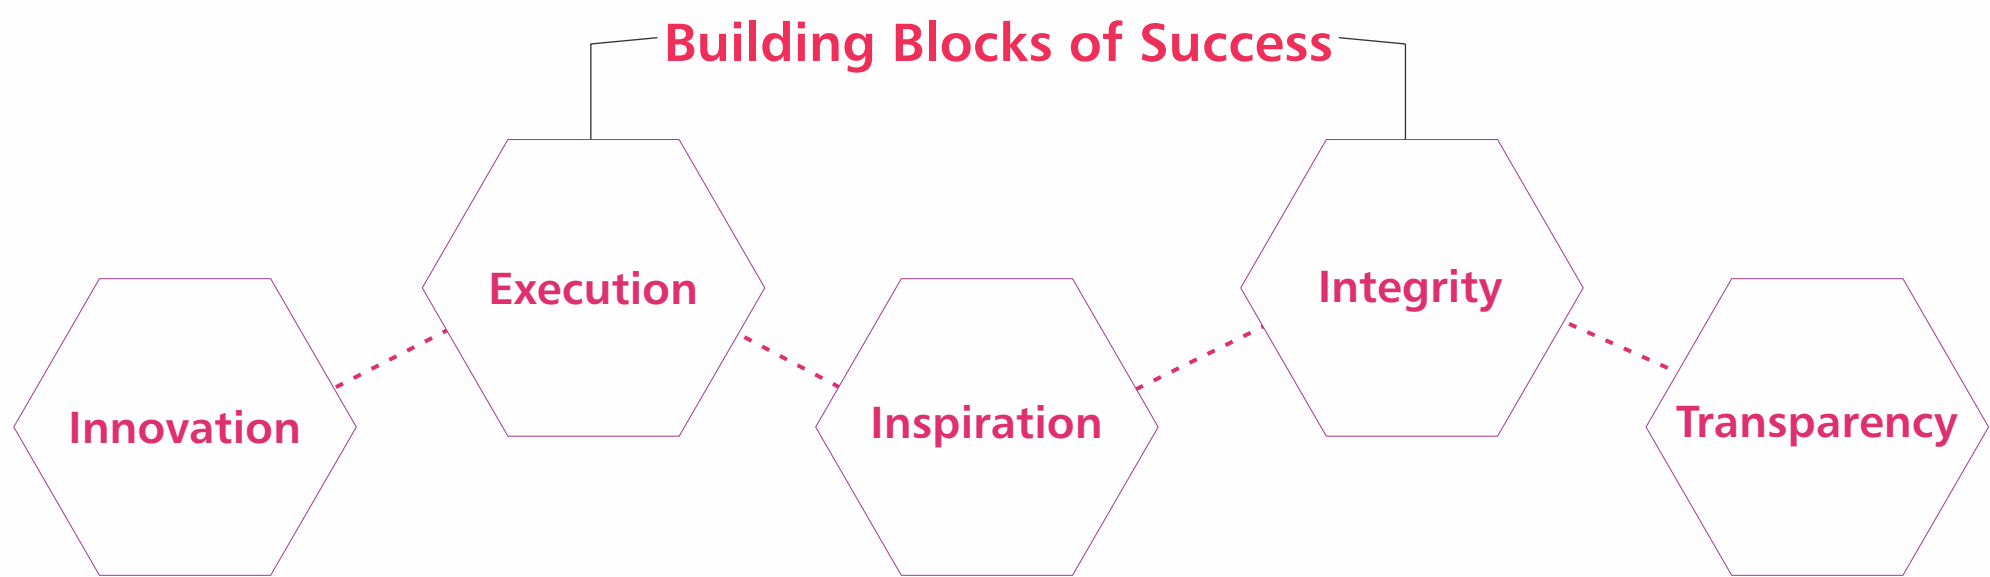 Building Blocks of Success
Innovation
Execution
Inspiration
Integrity
Transparency